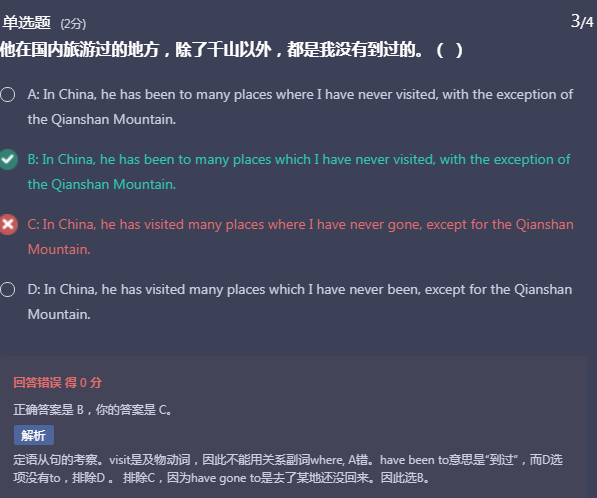 单选题 (2分) 3/4
他在国内旅游过的地方，除了千山以外，都是我没有到过的。（ ）
A: In China, he has been to many places where I have never visited, with the exception of
the Qianshan Mountain.
B: In China, he has been to many places which I have never visited, with the exception of
the Qianshan Mountain.
C: In China, he has visited many places where I have never gone, except for the Qianshan
Mountain.
D: In China, he has visited many places which I have never been, except for the Qianshan
Mountain.
回答错误 得 0 分
正确答案是 B，你的答案是 C。
解析
定语从句的考察。visit是及物动词，因此不能用关系副词where, A错。have been to意思是“到过”，而D选
项没有to，排除D 。 排除C，因为have gone to是去了某地还没回来。因此选B。